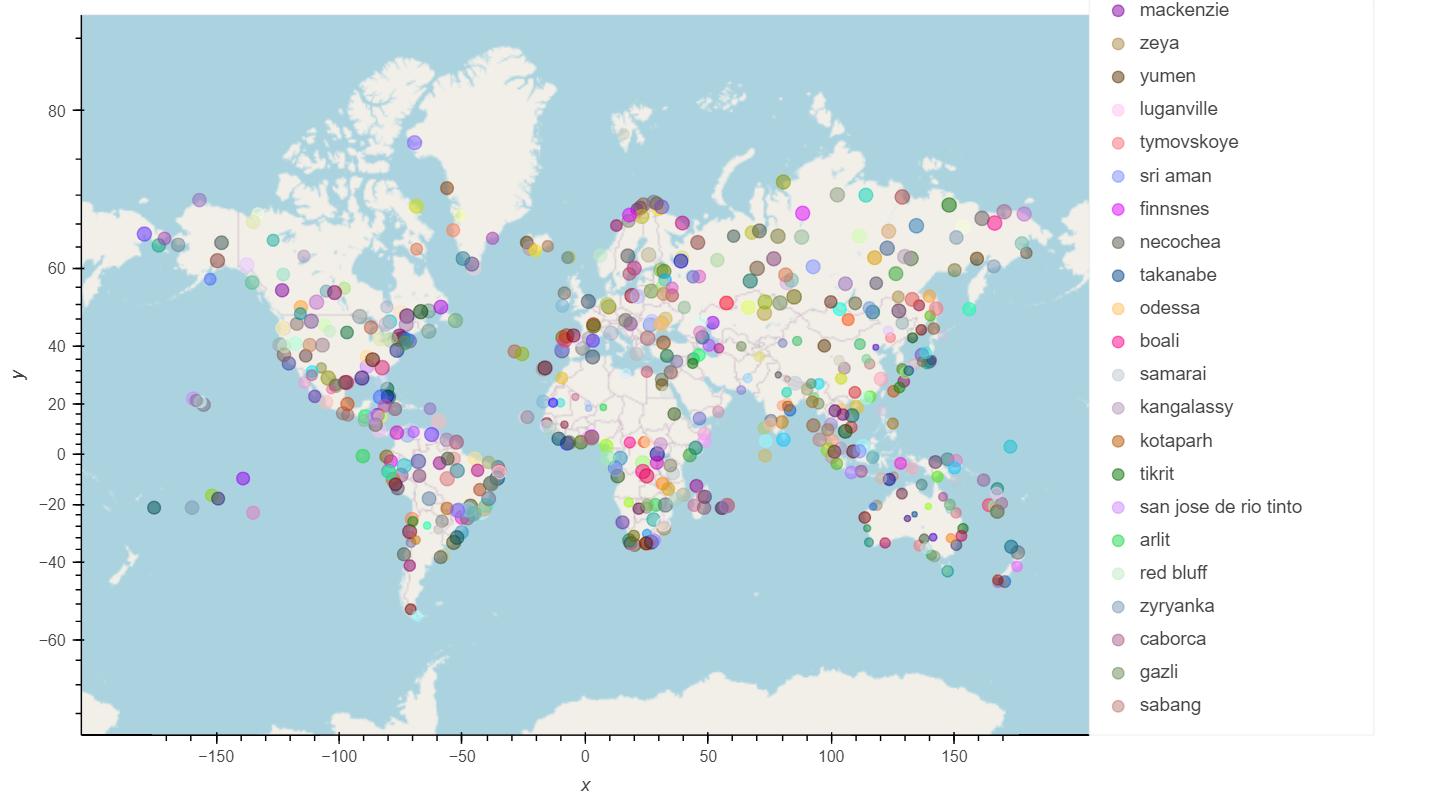 mackenzie
zeya
yumen
luganville
tymovskoye
sri aman
finnsnes
necochea
takanabe
odessa
boali
samarai
kangalassy
kotaparh
tikrit
san jose de rio tinto
arlit
red bluff
zyryanka
caborca
gazli
sabang
80
60
40
20
0
−20
−40
−60
y
−150
−100
−50
0
50
100
150
x